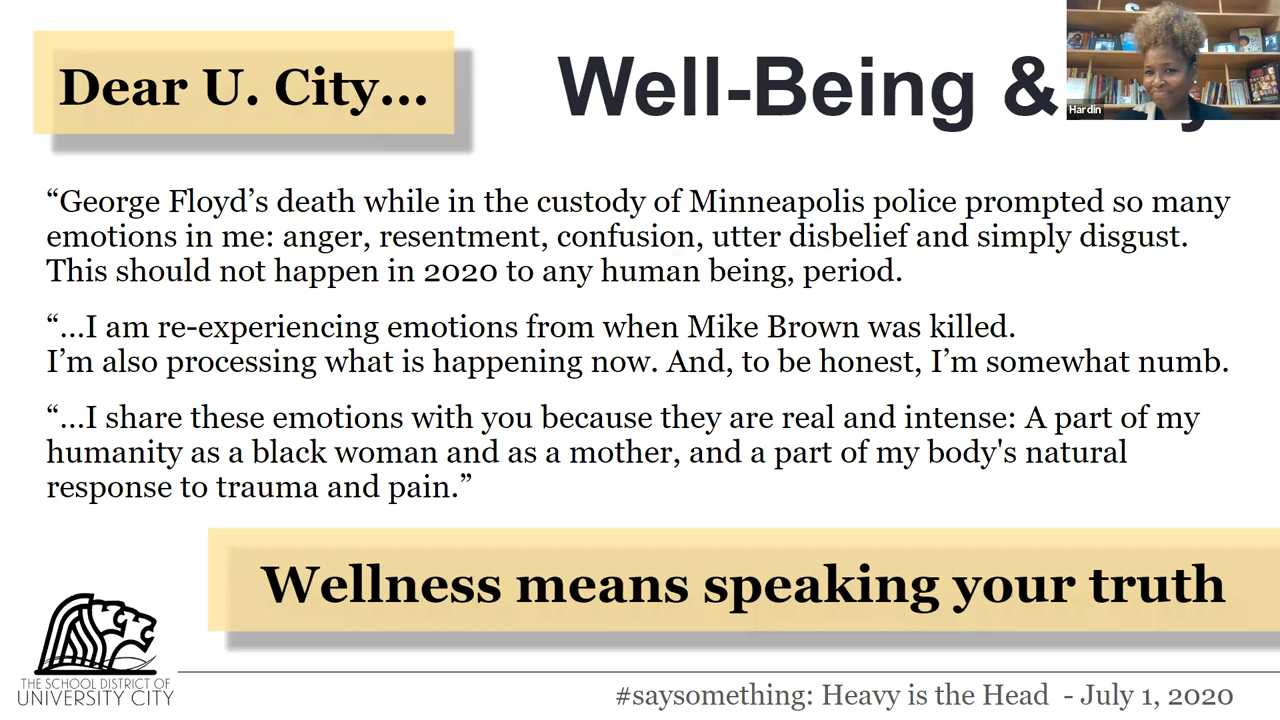 Dear U. City...
Well-Being &
Hardin
“George Floyd’s death while in the custody of Minneapolis police prompted so many
emotions in me: anger, resentment, confusion, utter disbelief and simply disgust.
This should not happen in 2020 to any human being, period.
“...I am re-experiencing emotions from when Mike Brown was killed.
I’m also processing what is happening now. And, to be honest, I’m somewhat numb.
“...I share these emotions with you because they are real and intense: A part of my
humanity as a black woman and as a mother, and a part of my body's natural
response to trauma and pain.”
Wellness means speaking your truth
THE SCHOOL DISTRICT OF
UNIVERSITY CITY
#saysomething: Heavy is the Head - July 1, 2020